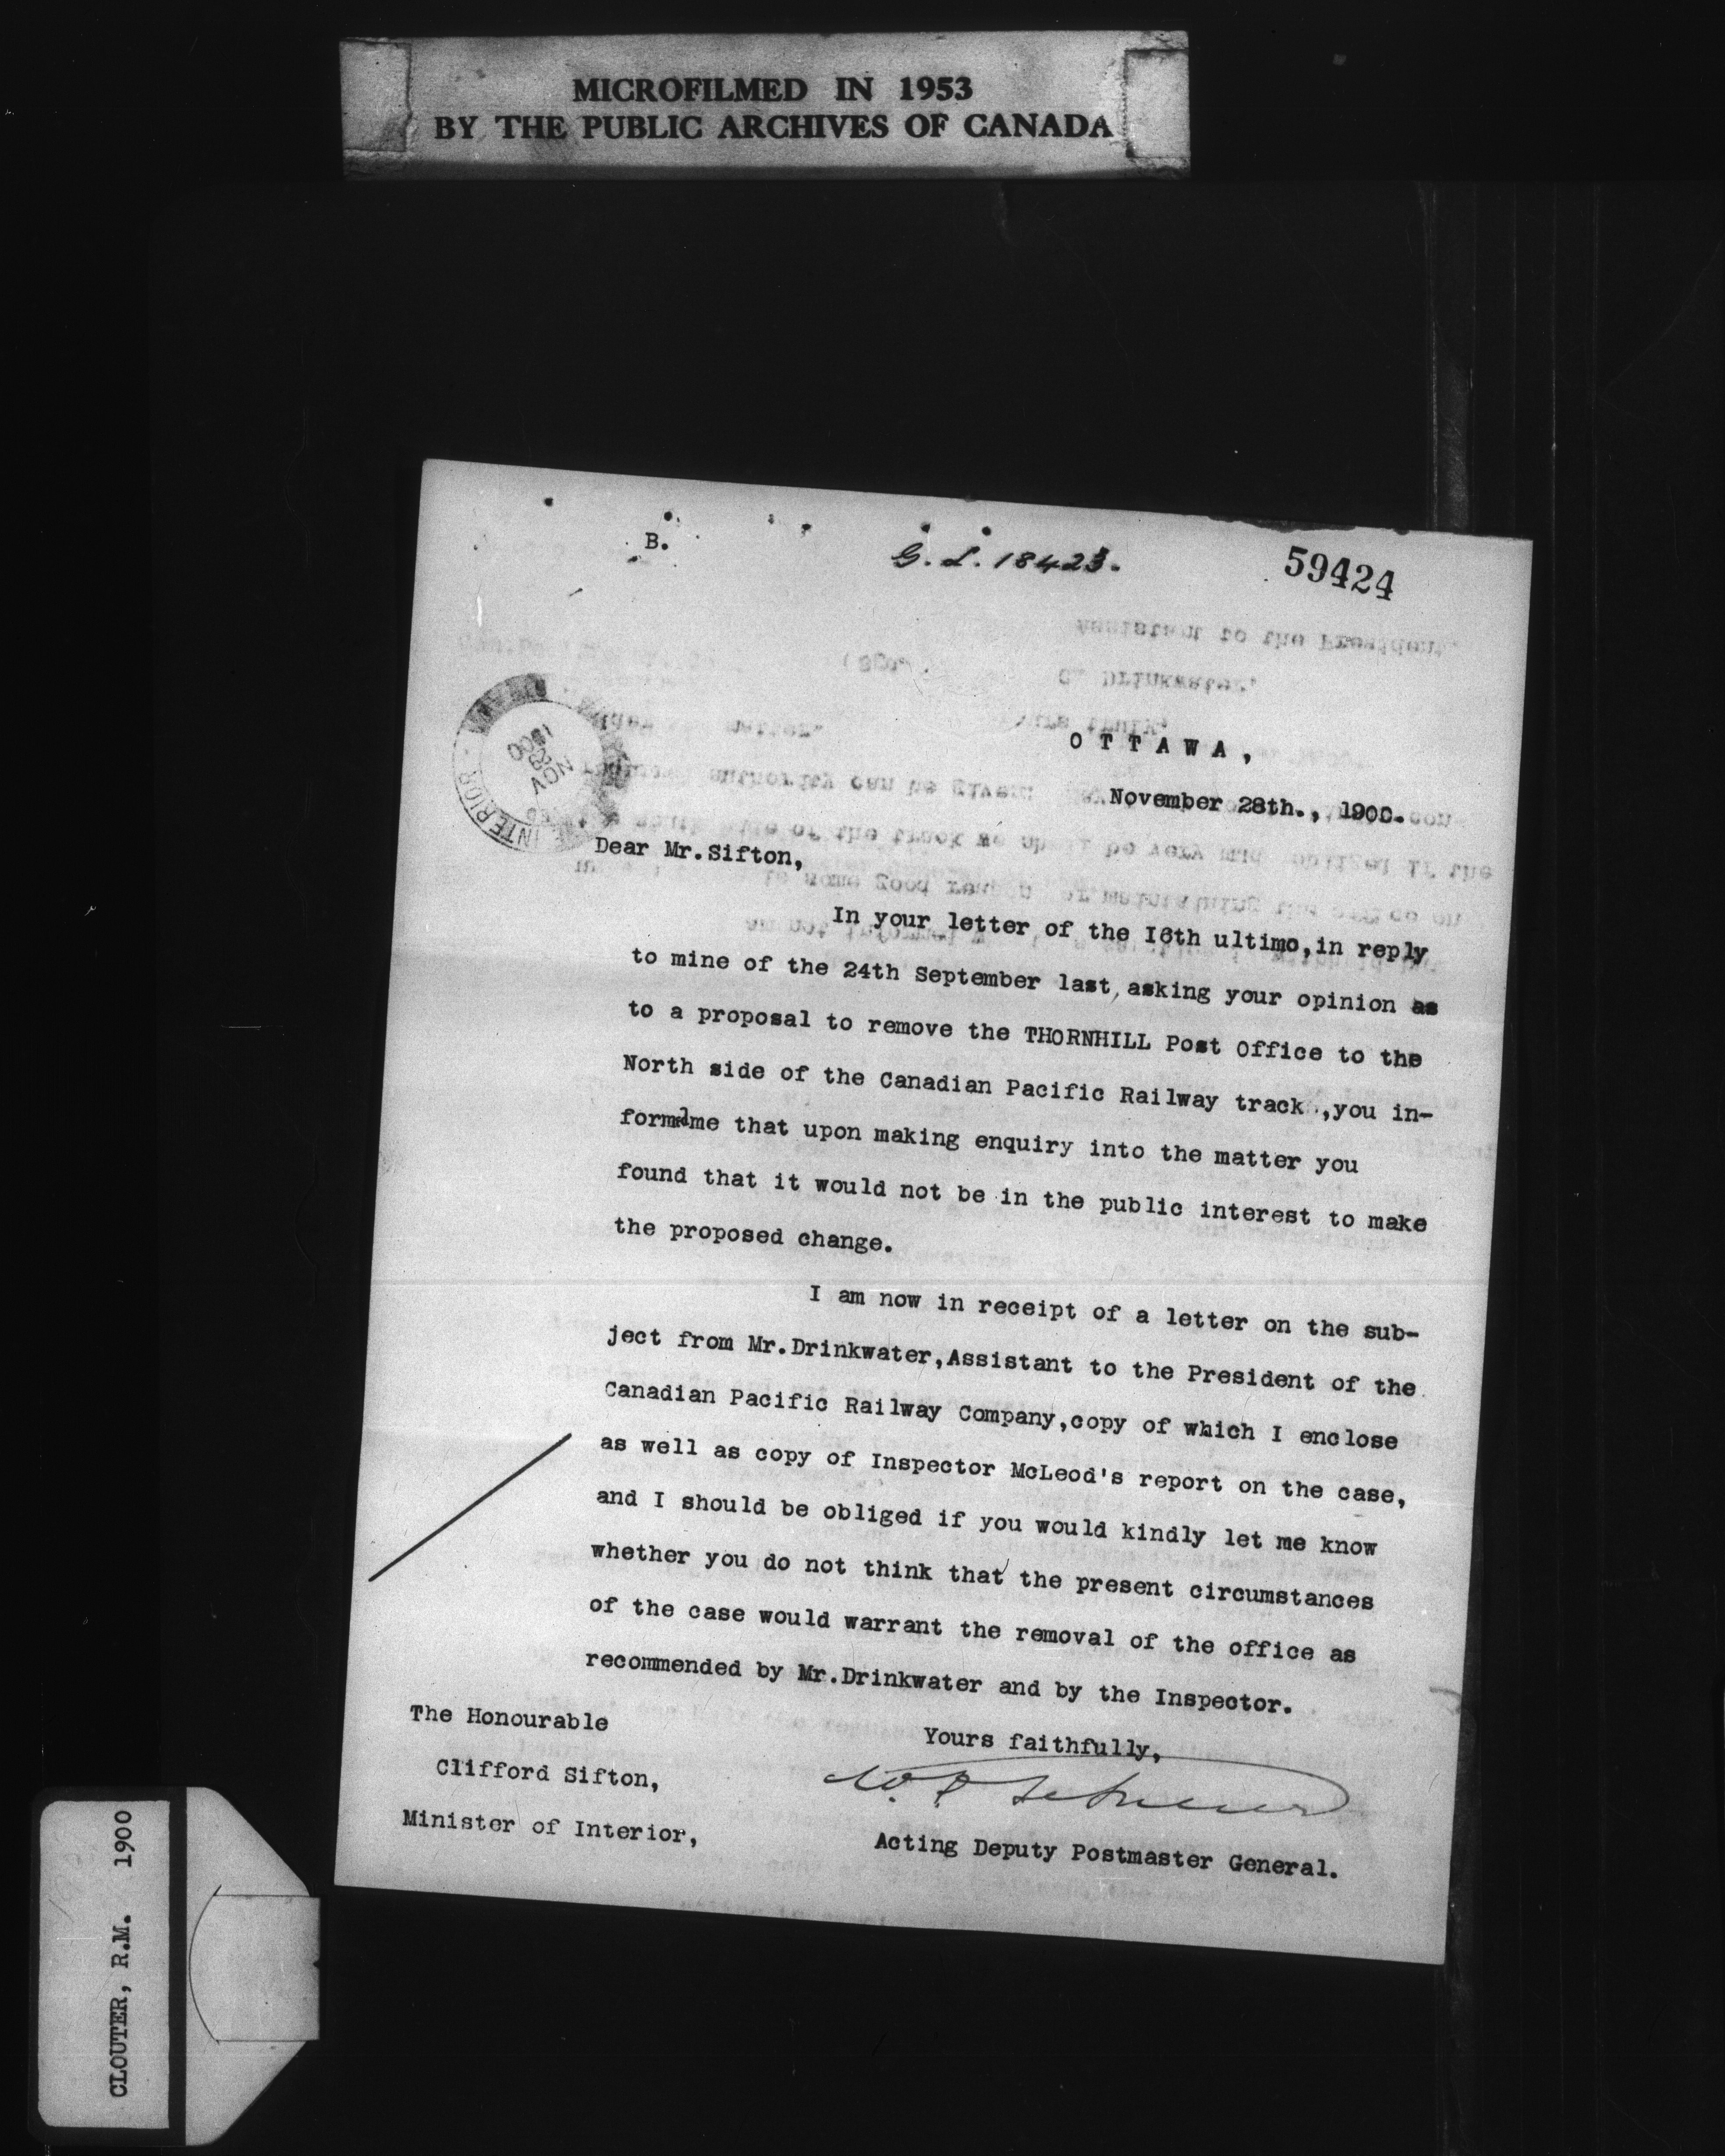 MICROFILMED IN 1953
BY THE PUBLIC ARCHIVES OF CANADA
B.
G. L. 18423.
59424
INTERIOR
NOV
28
1900
O T T A W A ,
November 28th., 1900.
Dear Mr.Sifton,
In your letter of the I6th ultimo,in reply
to mine of the 24th September last,asking your opinion as
to a proposal to remove the THORNHILL Post Office to the
North side of the Canadian Pacific Railway track ,you in-
formed me that upon making enquiry into the matter you
found that it would not be in the public interest to make
the proposed change.
I am now in receipt of a letter on the sub-
ject from Mr.Drinkwater,Assistant to the President of the
Canadian Pacific Railway Company,copy of which I enclose
as well as copy of Inspector McLeod's report on the case,
and I should be obliged if you would kindly let me know
whether you do not think that the present circumstances
of the case would warrant the removal of the office as
recommended by Mr.Drinkwater and by the Inspector.
Yours faithfully,
The Honourable
Clifford Sifton,
Minister of Interior,
Acting Deputy Postmaster General.
CLOUTER, R.M. 1900